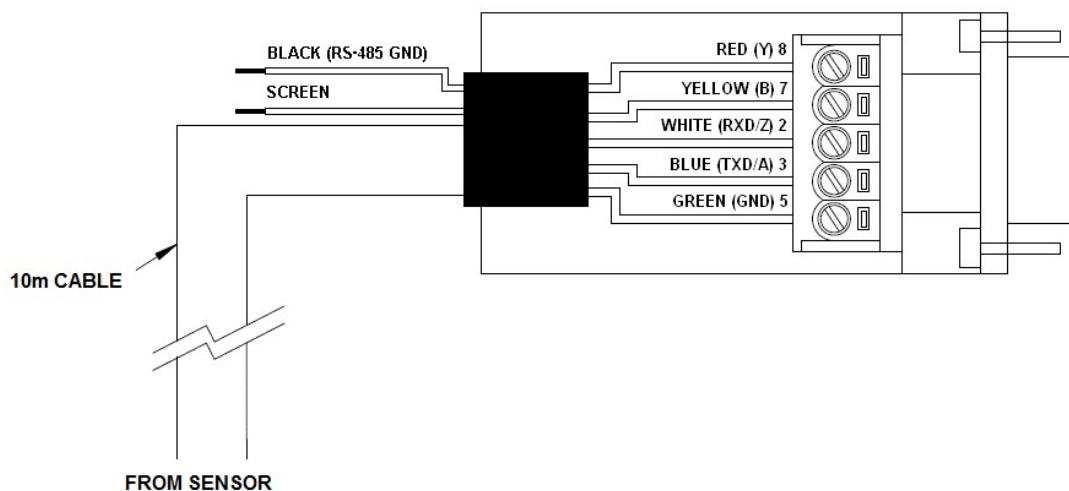 BLACK (RS-485 GND)
SCREEN
RED (Y) 8
YELLOW (B) 7
WHITE (RXD/Z) 2
BLUE (TXD/A) 3
GREEN (GND) 5
10m CABLE
FROM SENSOR